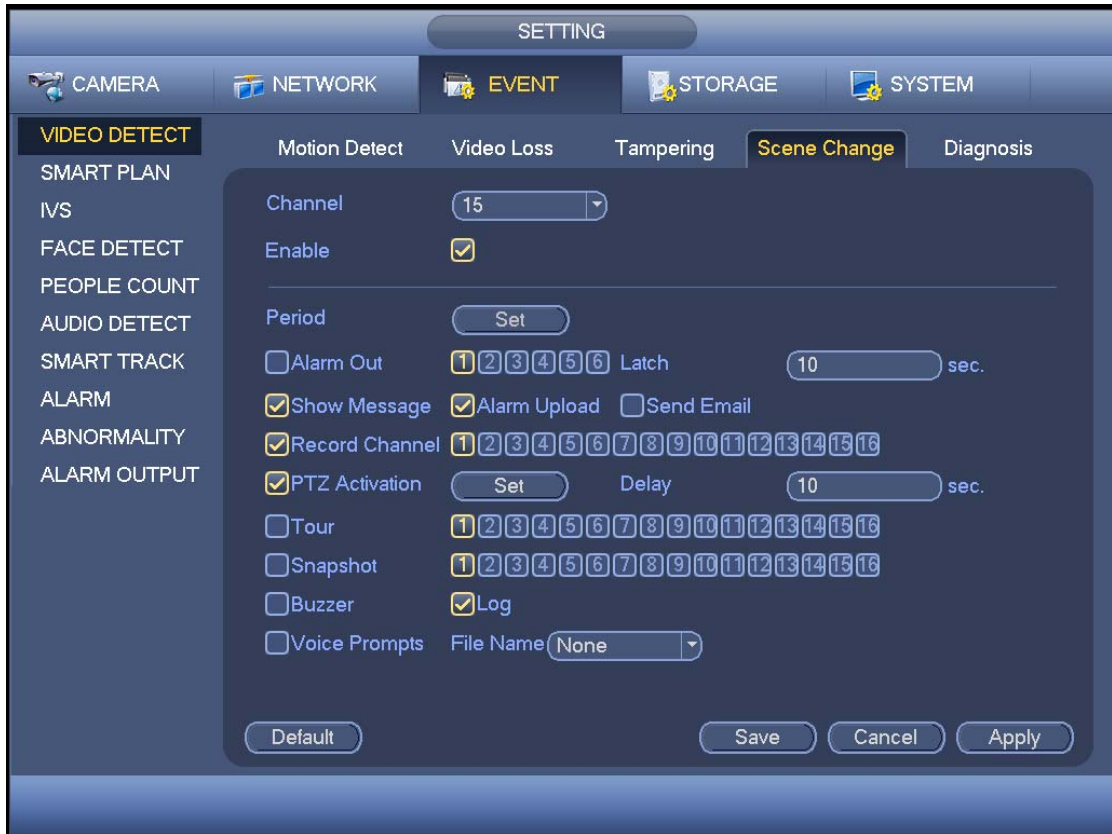 SETTING
CAMERA NETWORK EVENT STORAGE SYSTEM
VIDEO DETECT
SMART PLAN
IVS
FACE DETECT
PEOPLE COUNT
AUDIO DETECT
SMART TRACK
ALARM
ABNORMALITY
ALARM OUTPUT
Motion Detect Video Loss Tampering Scene Change Diagnosis
Channel 15
Enable
Period Set
Alarm Out 1 2 3 4 5 6 Latch 10 sec.
Show Message Alarm Upload Send Email
Record Channel 1 2 3 4 5 6 7 8 9 10 11 12 13 14 15 16
PTZ Activation Set Delay 10 sec.
Tour 1 2 3 4 5 6 7 8 9 10 11 12 13 14 15 16
Snapshot 1 2 3 4 5 6 7 8 9 10 11 12 13 14 15 16
Buzzer Log
Voice Prompts File Name None
Default Save Cancel Apply